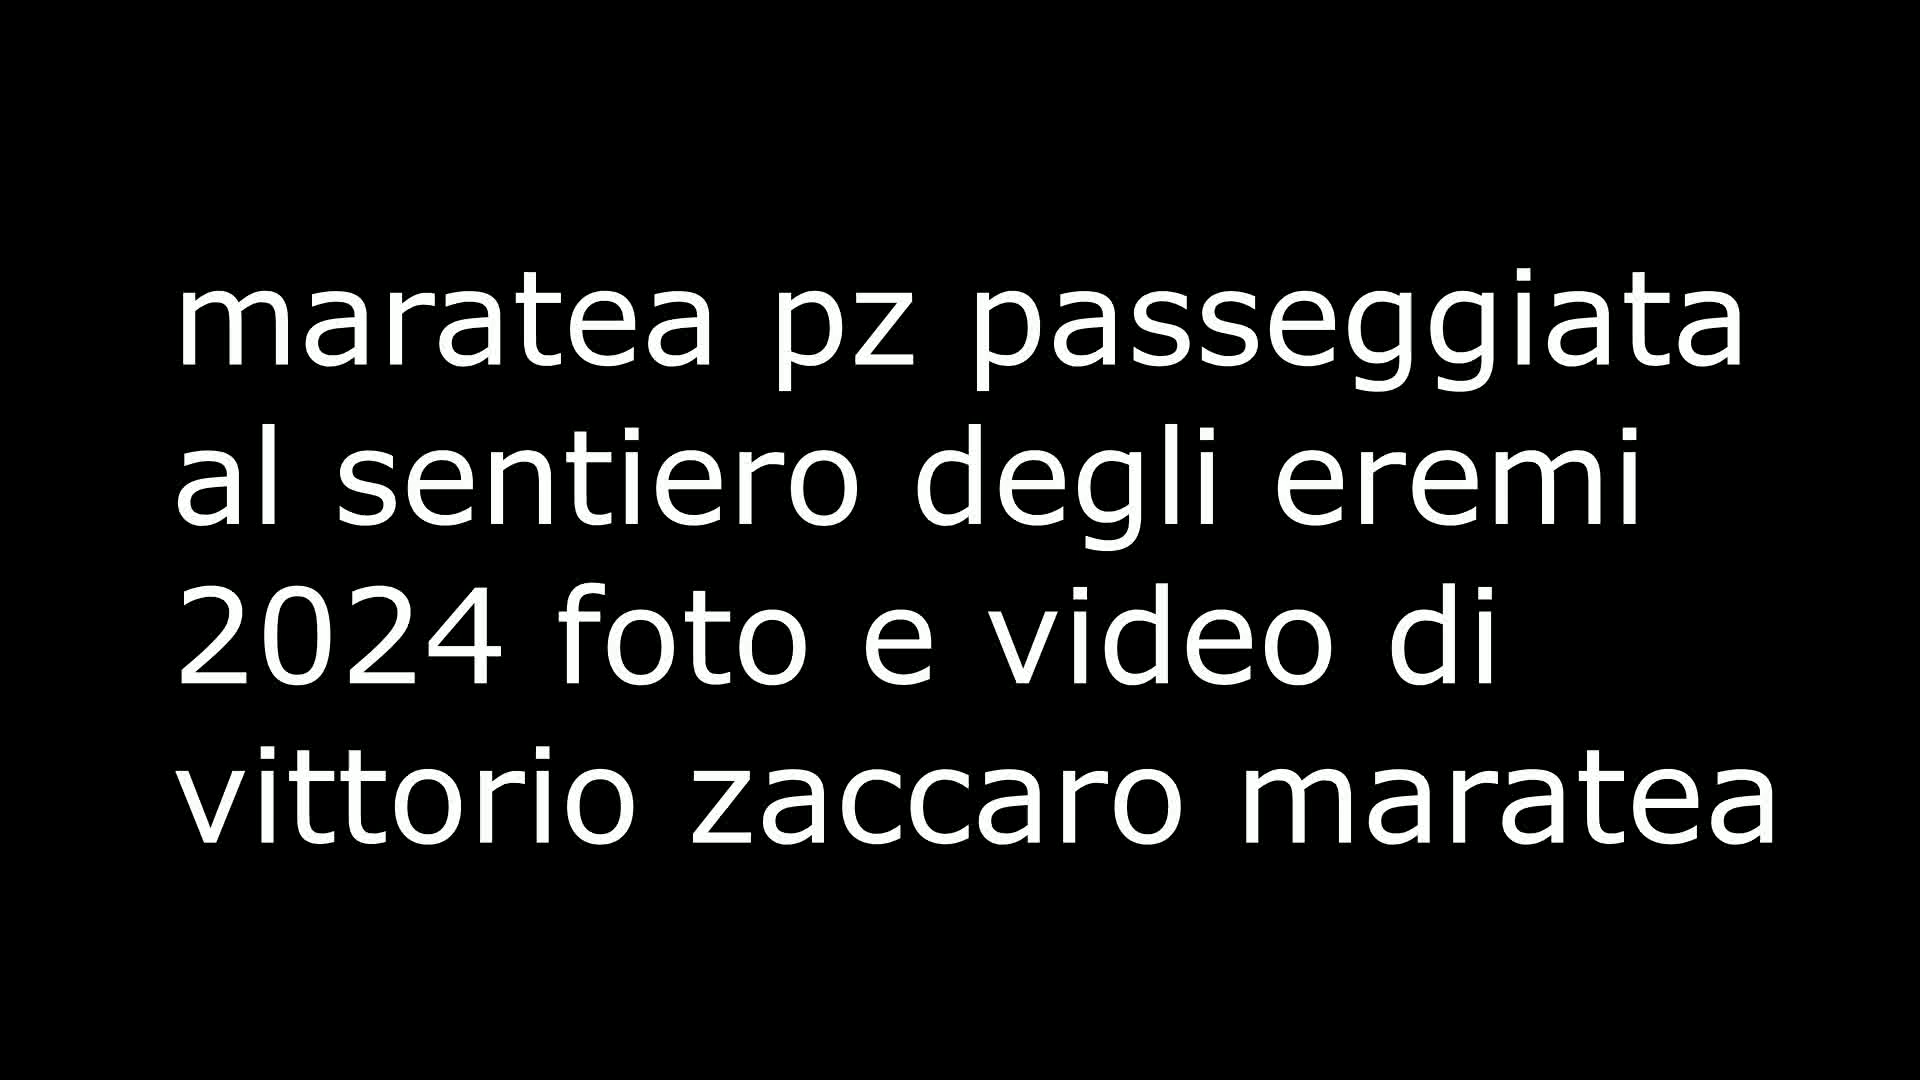 maratea pz passeggiata
al sentiero degli eremi
2024 foto e video di
vittorio zaccaro maratea